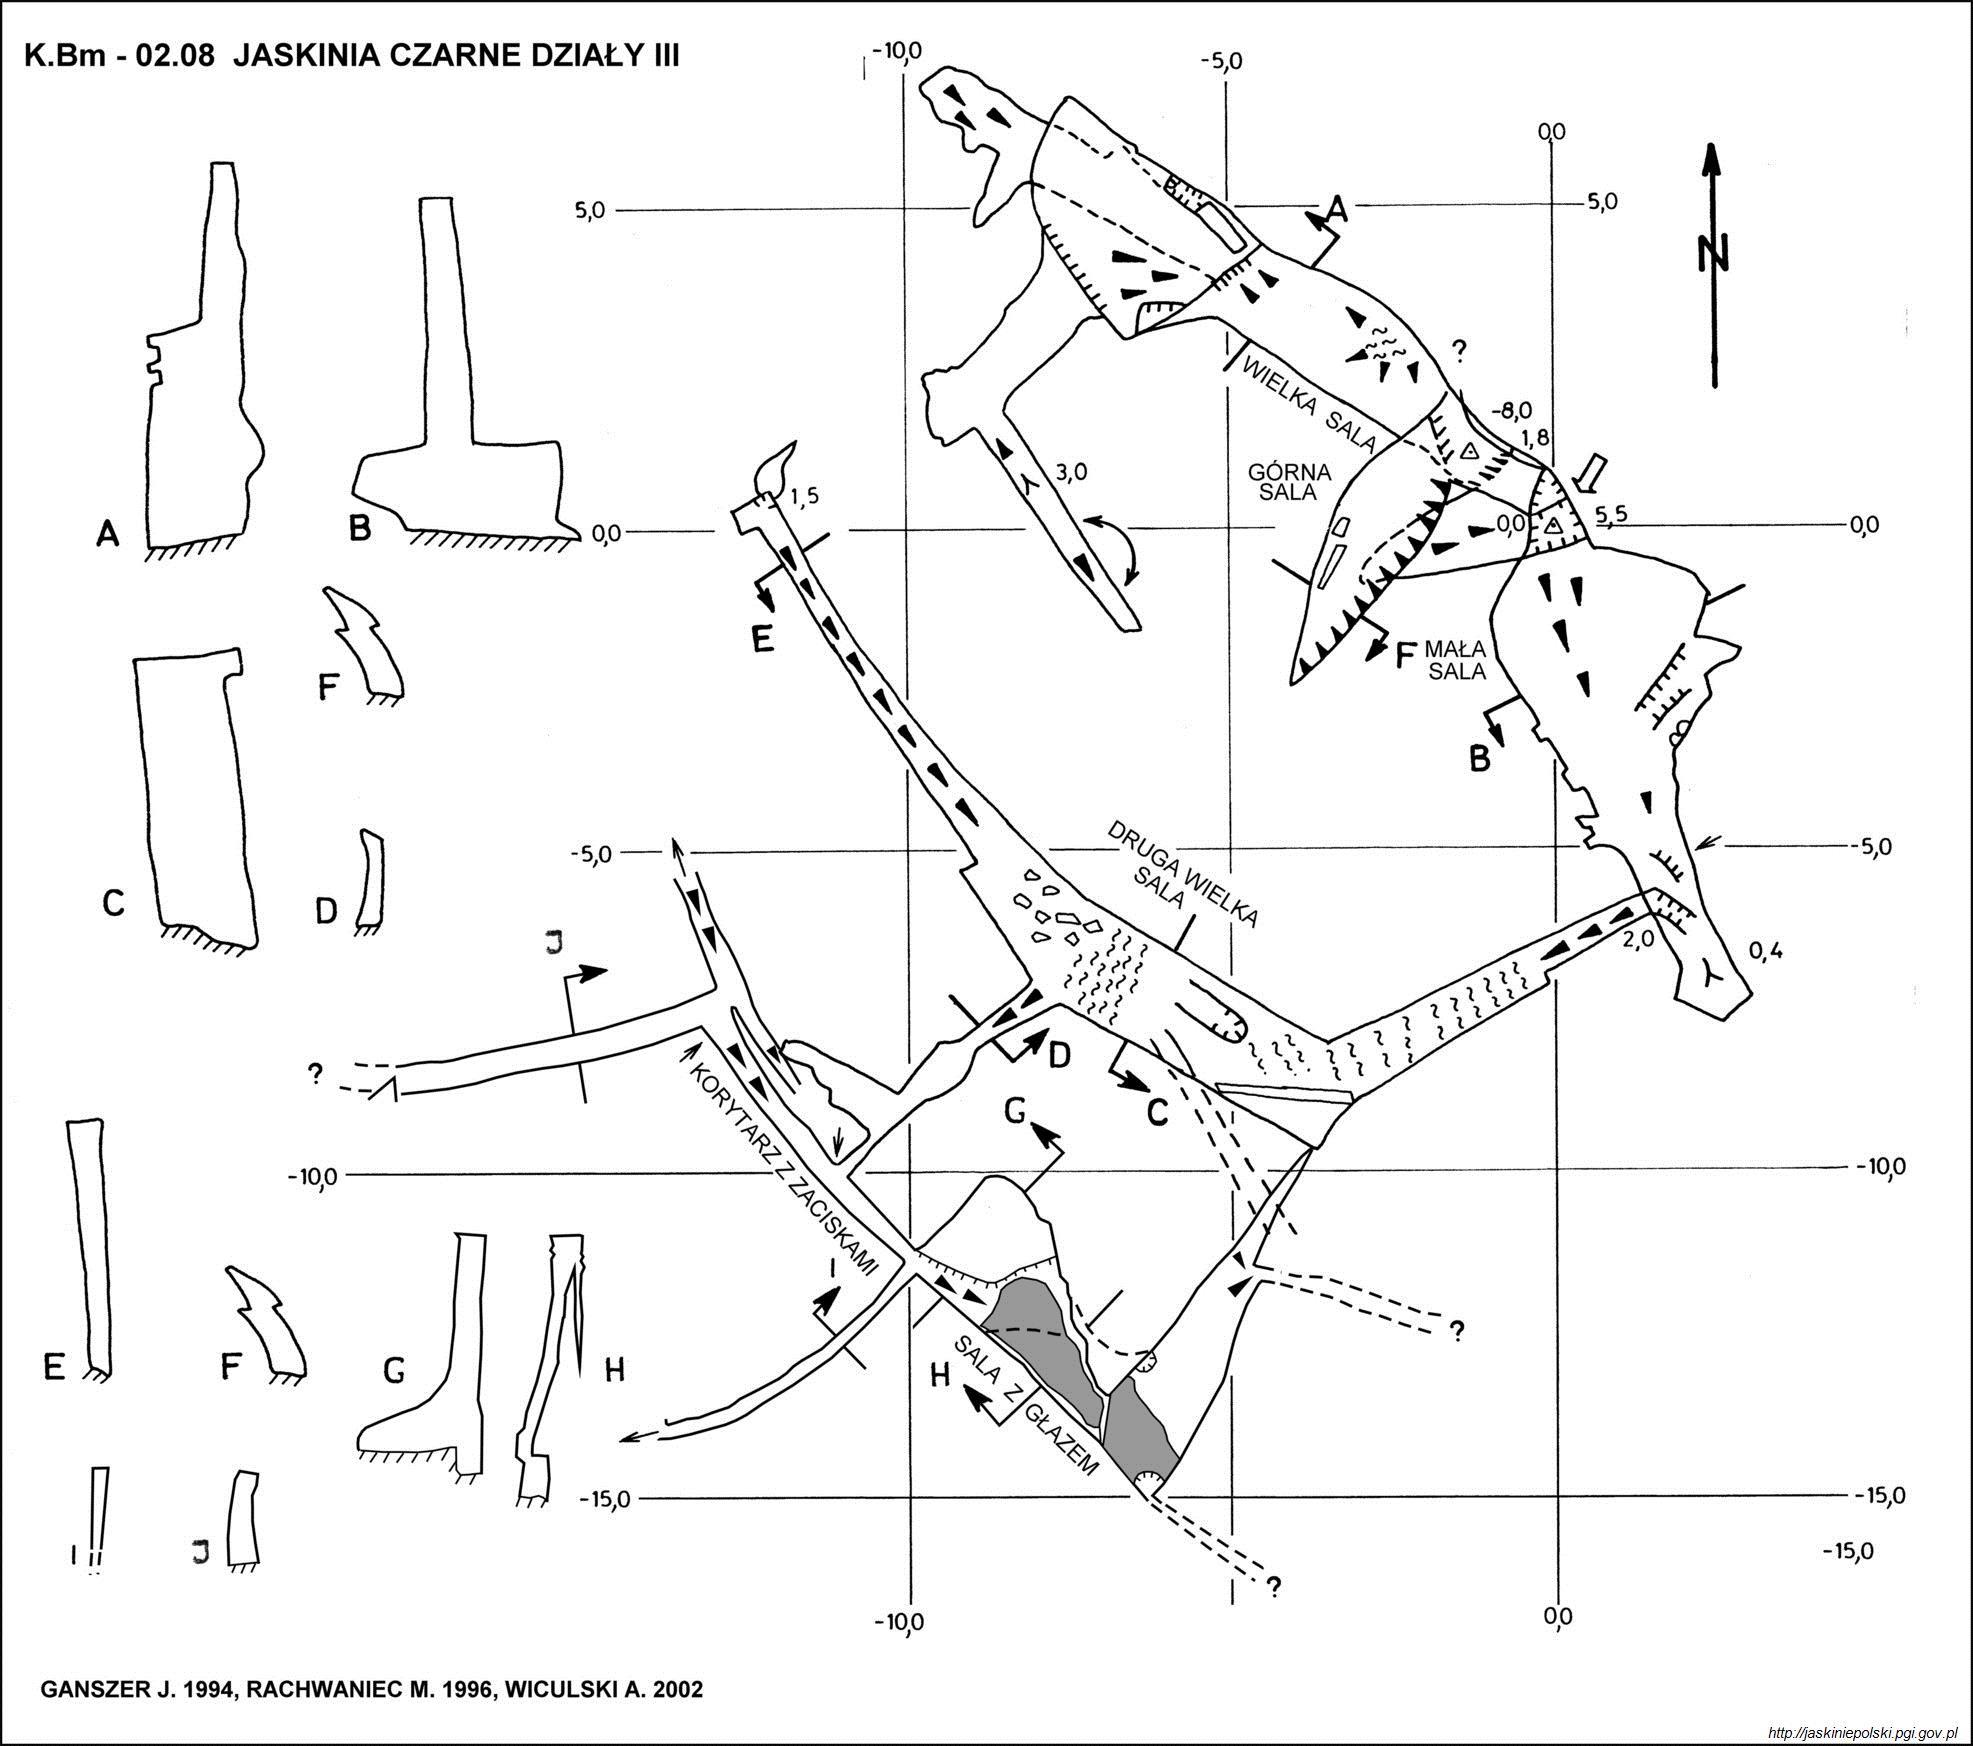 K.Bm - 02.08 JASKINIA CZARNE DZIAŁY III
-10,0
-5,0
0,0
5,0
5,0
A
N
?
-8,0
1,8
WIELKA SALA
GÓRNA
SALA
3,0
1,5
A
B
0,0
0,0
5,5
0,0
E
F
MAŁA
SALA
F
B
-5,0
DRUGA WIELKA
SALA
-5,0
C
D
J
2,0
0,4
D
?
KORYTARZ Z ZACISKAMI
G
C
-10,0
-10,0
I
?
E
F
G
H
H
SALA Z GŁAZEM
-15,0
-15,0
I
J
-15,0
?
-10,0
0,0
GANSZER J. 1994, RACHWANIEC M. 1996, WICULSKI A. 2002
http://jaskiniepolski.pgi.gov.pl